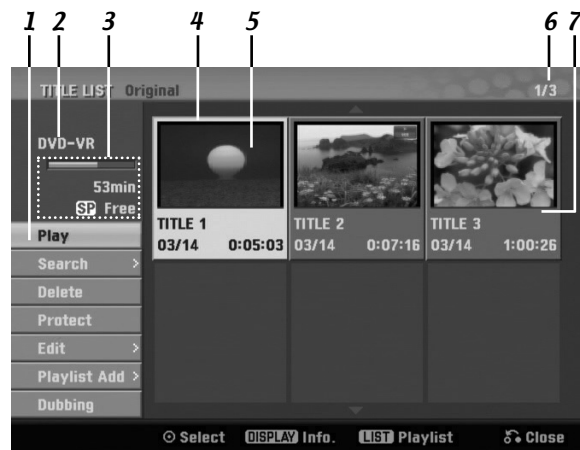 1 2 3 4 5 6 7
TITLE LIST Original 1/3
DVD-VR
53min
SP Free
Play
Search >
Delete
Protect
Edit >
Playlist Add >
Dubbing
TITLE 1
03/14 0:05:03
TITLE 2
03/14 0:07:16
TITLE 3
03/14 1:00:26
Select DISPLAY Info. LIST Playlist Close